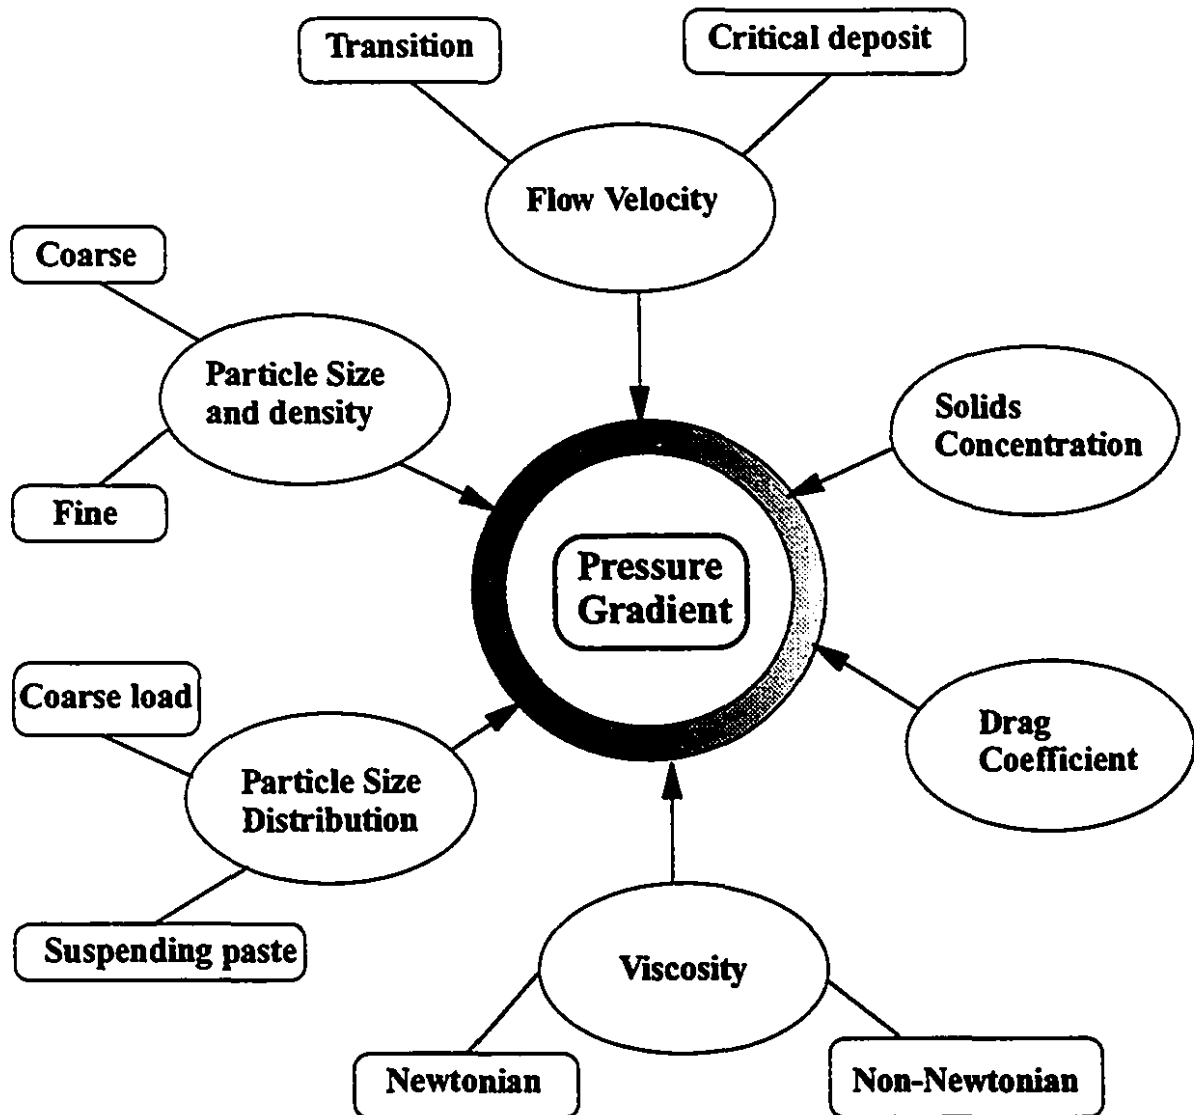 Transition
Critical deposit
Flow Velocity
Coarse
Particle Size
and density
Fine
Solids
Concentration
Pressure
Gradient
Coarse load
Particle Size
Distribution
Suspending paste
Drag
Coefficient
Viscosity
Newtonian
Non-Newtonian